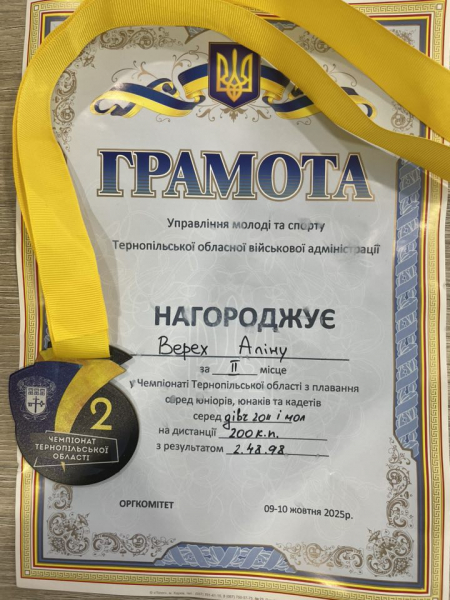 ГРАМОТА
Управління молоді та спорту
Тернопільської обласної військової адміністрації
НАГОРОДЖУЄ
Верех Аліну
за II місце
у Чемпіонаті Тернопільської області з плавання
серед юніорів, юнаків та кадетів
серед дівч 2011 і мол
на дистанції 200 к.п.
з результатом 2.48.98
ОРГКОМІТЕТ 09-10 жовтня 2025р.
2
ЧЕМПІОНАТ
ТЕРНОПІЛЬСЬКОЇ
ОБЛАСТІ